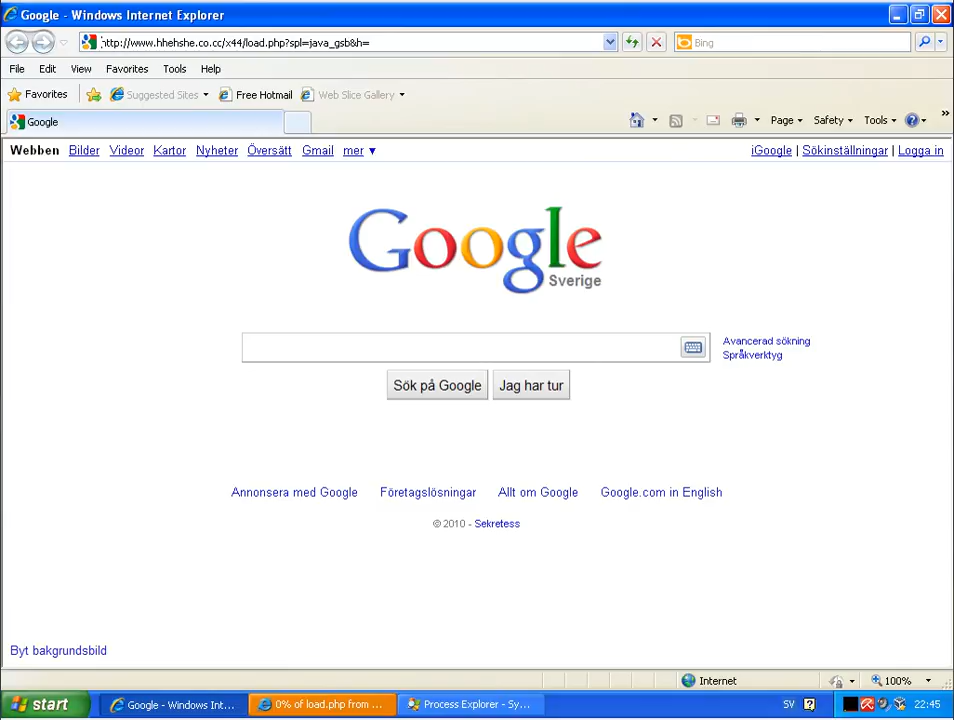 Google - Windows Internet Explorer
http://www.hhehshe.co.cc/x44/load.php?spl=java_gsb&h=
Bing
File Edit View Favorites Tools Help
Favorites Suggested Sites Free Hotmail Web Slice Gallery
Google Page Safety Tools »
Webben Bilder Videor Kartor Nyheter Översätt Gmail mer ▼ iGoogle | Sökinställningar | Logga in
Google
Sverige
Avancerad sökning
Språkverktyg
Sök på Google Jag har tur
Annonsera med Google Företagslösningar Allt om Google Google.com in English
© 2010 - Sekretess
Byt bakgrundsbild
Internet 100%
start Google - Windows Int... 0% of load.php from ... Process Explorer - Sy... SV 22:45